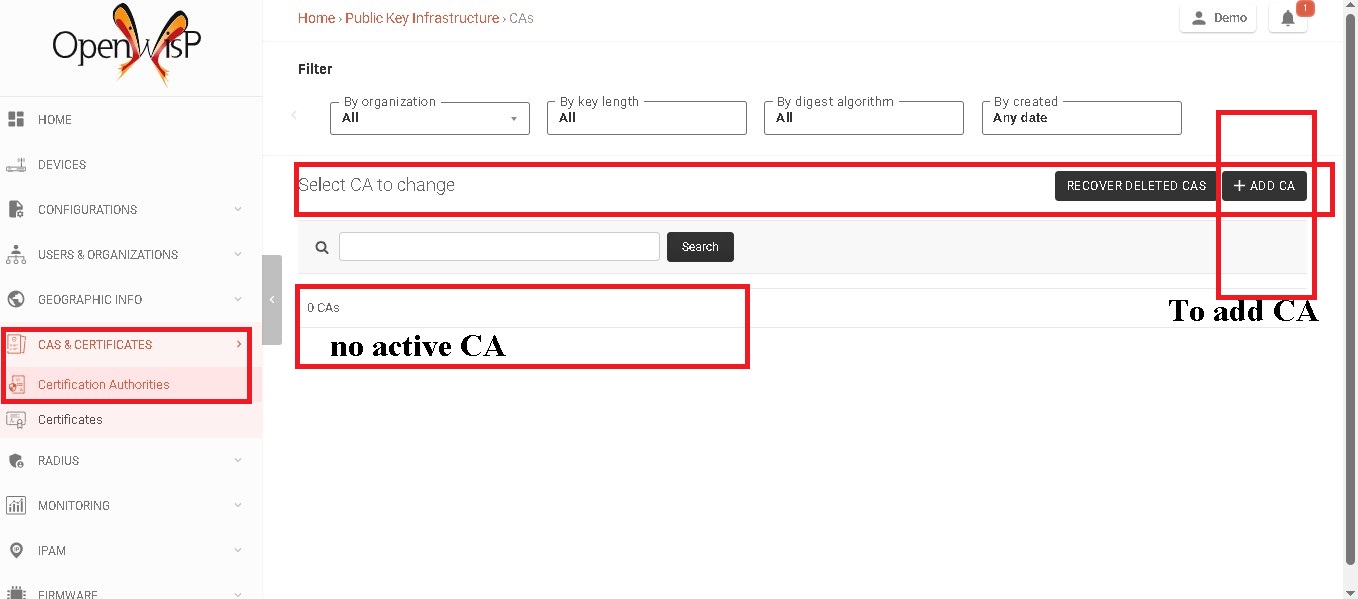 OpenWISP
Home › Public Key Infrastructure › CAs
Demo
1
Filter
By organization
All
By key length
All
By digest algorithm
All
By created
Any date
HOME
DEVICES
CONFIGURATIONS
USERS & ORGANIZATIONS
GEOGRAPHIC INFO
CAS & CERTIFICATES
Certification Authorities
Certificates
RADIUS
MONITORING
IPAM
FIRMWARE
Select CA to change
RECOVER DELETED CAS
+ ADD CA
Search
0 CAs
no active CA
To add CA